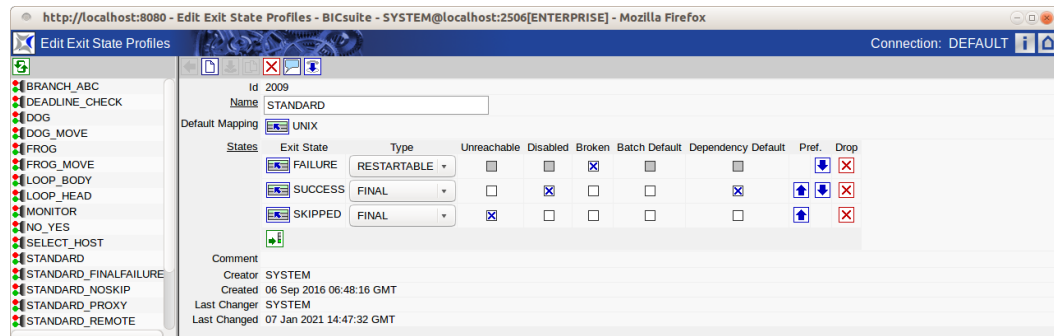 http://localhost:8080 - Edit Exit State Profiles - BICsuite - SYSTEM@localhost:2506[ENTERPRISE] - Mozilla Firefox
Edit Exit State Profiles
Connection: DEFAULT
BRANCH_ABC
DEADLINE_CHECK
DOG
DOG_MOVE
FROG
FROG_MOVE
LOOP_BODY
LOOP_HEAD
MONITOR
NO_YES
SELECT_HOST
STANDARD
STANDARD_FINALFAILURE
STANDARD_NOSKIP
STANDARD_PROXY
STANDARD_REMOTE
Id 2009
Name STANDARD
Default Mapping UNIX
States Exit State Type Unreachable Disabled Broken Batch Default Dependency Default Pref. Drop
FAILURE RESTARTABLE
SUCCESS FINAL
SKIPPED FINAL
Comment
Creator SYSTEM
Created 06 Sep 2016 06:48:16 GMT
Last Changer SYSTEM
Last Changed 07 Jan 2021 14:47:32 GMT